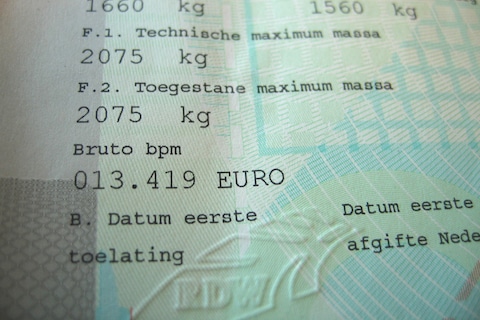 1660 kg 1560 kg
F.1. Technische maximum massa
2075 kg
F.2. Toegestane maximum massa
2075 kg
Bruto bpm
013.419 EURO
B. Datum eerste Datum eerste
toelating afgifte Nede
RDW